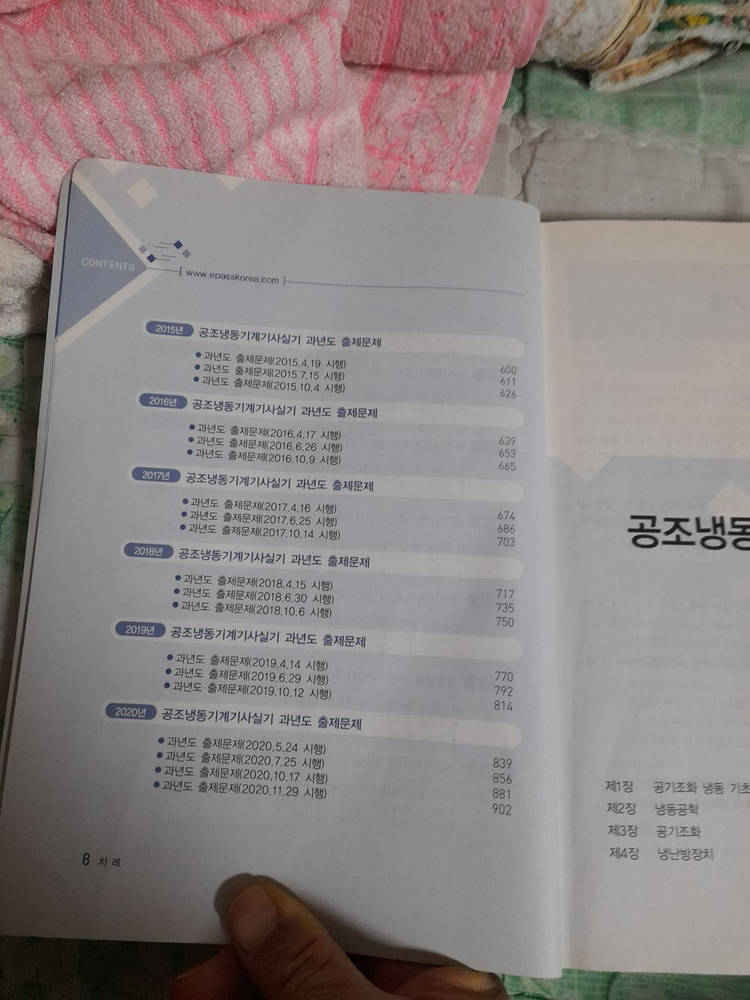 CONTENTS
www.epasskorea.com
2015년 공조냉동기계기사실기 과년도 출제문제
● 과년도 출제문제(2015.4.19 시행) 600
● 과년도 출제문제(2015.7.15 시행) 611
● 과년도 출제문제(2015.10.4 시행) 626
2016년 공조냉동기계기사실기 과년도 출제문제
● 과년도 출제문제(2016.4.17 시행) 639
● 과년도 출제문제(2016.6.26 시행) 653
● 과년도 출제문제(2016.10.9 시행) 665
2017년 공조냉동기계기사실기 과년도 출제문제
● 과년도 출제문제(2017.4.16 시행) 674
● 과년도 출제문제(2017.6.25 시행) 686
● 과년도 출제문제(2017.10.14 시행) 703
2018년 공조냉동기계기사실기 과년도 출제문제
● 과년도 출제문제(2018.4.15 시행) 717
● 과년도 출제문제(2018.6.30 시행) 735
● 과년도 출제문제(2018.10.6 시행) 750
2019년 공조냉동기계기사실기 과년도 출제문제
● 과년도 출제문제(2019.4.14 시행) 770
● 과년도 출제문제(2019.6.29 시행) 792
● 과년도 출제문제(2019.10.12 시행) 814
2020년 공조냉동기계기사실기 과년도 출제문제
● 과년도 출제문제(2020.5.24 시행) 839
● 과년도 출제문제(2020.7.25 시행) 856
● 과년도 출제문제(2020.10.17 시행) 881
● 과년도 출제문제(2020.11.29 시행) 902
8 차례
공조냉동
제1장 공기조화 냉동 기초
제2장 냉동공학
제3장 공기조화
제4장 냉난방장치